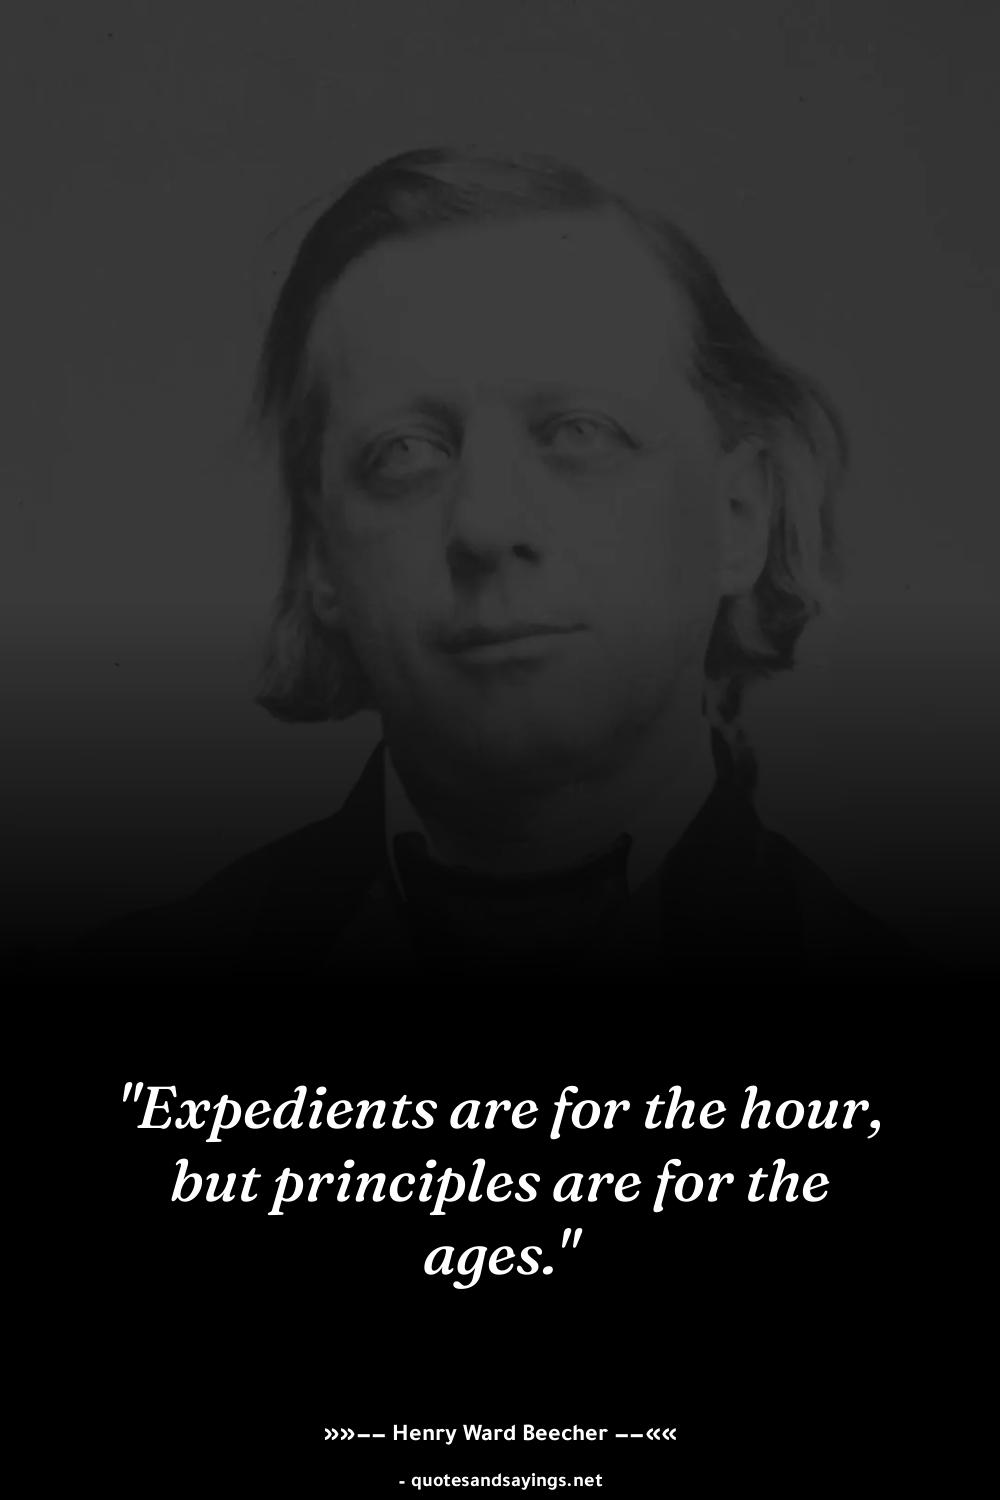 "Expedients are for the hour,
but principles are for the
ages."
»»−− Henry Ward Beecher −−««
- quotesandsayings.net